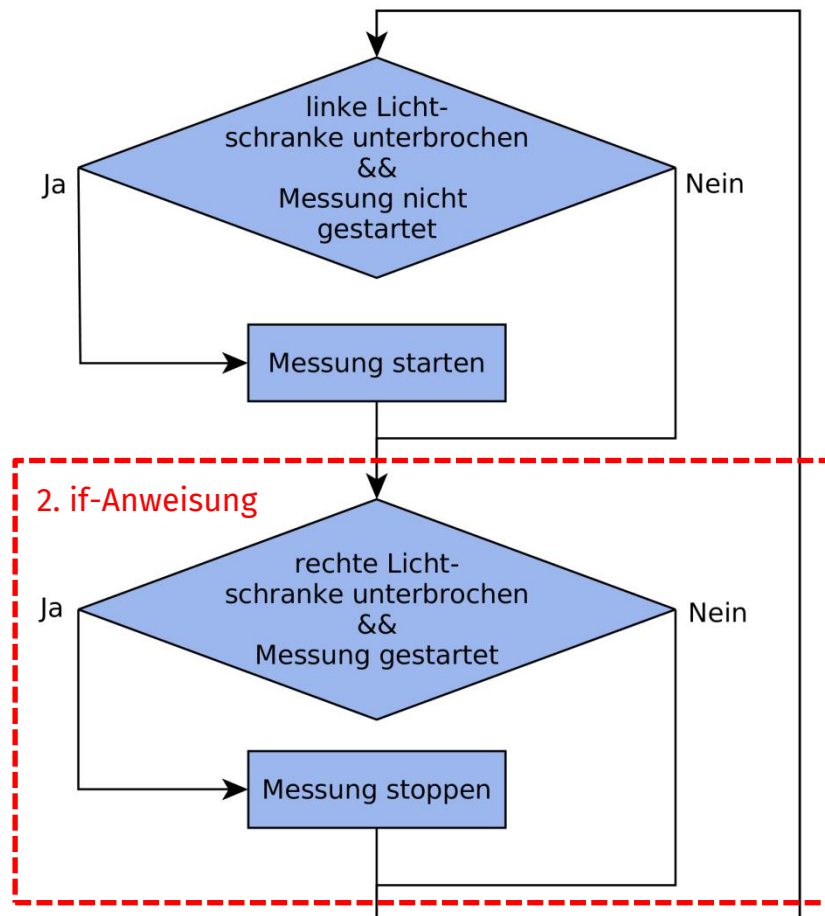 linke Licht-
schranke unterbrochen
&&
Messung nicht
gestartet
Ja
Nein
Messung starten
2. if-Anweisung
rechte Licht-
schranke unterbrochen
&&
Messung gestartet
Ja
Nein
Messung stoppen